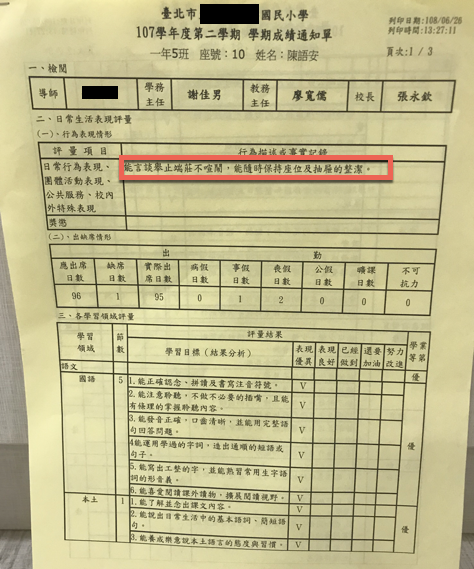 臺北市 國民小學
107學年度第二學期 學期成績通知單
列印日期:108/06/26
列印時間:13:27:11
一年5班 座號:10 姓名:陳語安
頁次:1 / 3
一、檢閱
導師 學務主任 謝佳男 教務主任 廖寬儒 校長 張永欽
二、日常生活表現評量
(一)、行為表現情形
評量項目 行為描述或事業記錄
日常行為表現、 能言談舉止端莊不喧鬧,能隨時保持座位及抽屜的整潔。
團體活動表現、
公共服務、校內
外特殊表現
獎懲
(二)、出缺席情形
出 勤
應出席日數 缺席日數 實際出席日數 病假日數 事假日數 喪假日數 公假日數 曠課日數 不可抗力
96 1 95 0 1 2 0 0 0
三、各學習領域評量
學習領域 節數 評量結果 學業等第
學習目標(結果分析) 表現優異 表現良好 已經做到 還要加油 努力改進
語文 優
國語 5 1.能正確認念、拼讀及書寫注音符號。 V 優
2.能注意聆聽,不做不必要的插嘴,且能
有條理的掌握聆聽內容。 V
3.能發音正確,口齒清晰,並能用完整語
句回答問題。 V
4能運用學過的字詞,造出通順的短語或
句子。 V
5.能寫出工整的字,並能熟習常用生字語
詞的形音義。 V
6.能喜愛閱讀課外讀物,擴展閱讀視野。 V
本土 1 1.能了解並念出課文內容。 V 優
2.能說出日常生活中的基本語詞、簡短語
句。 V
3.能養成樂意說本土語言的態度與習慣。 V